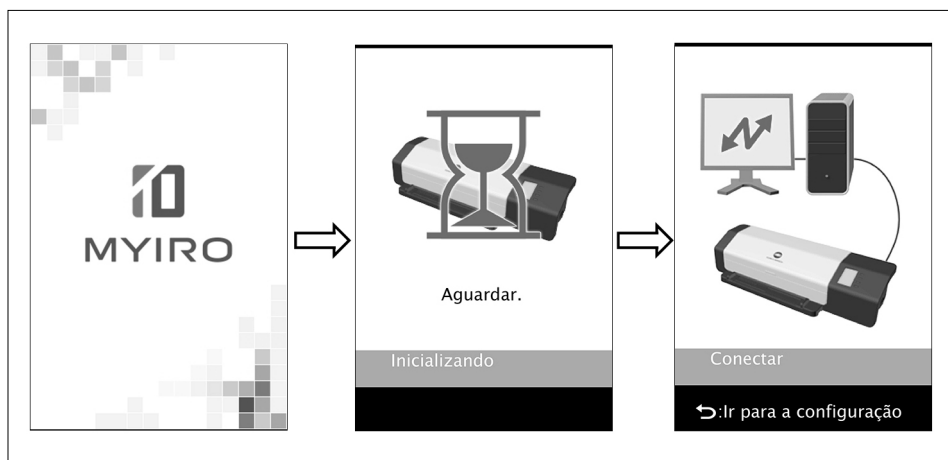 MYIRO
Aguardar.
Inicializando
Conectar
:Ir para a configuração